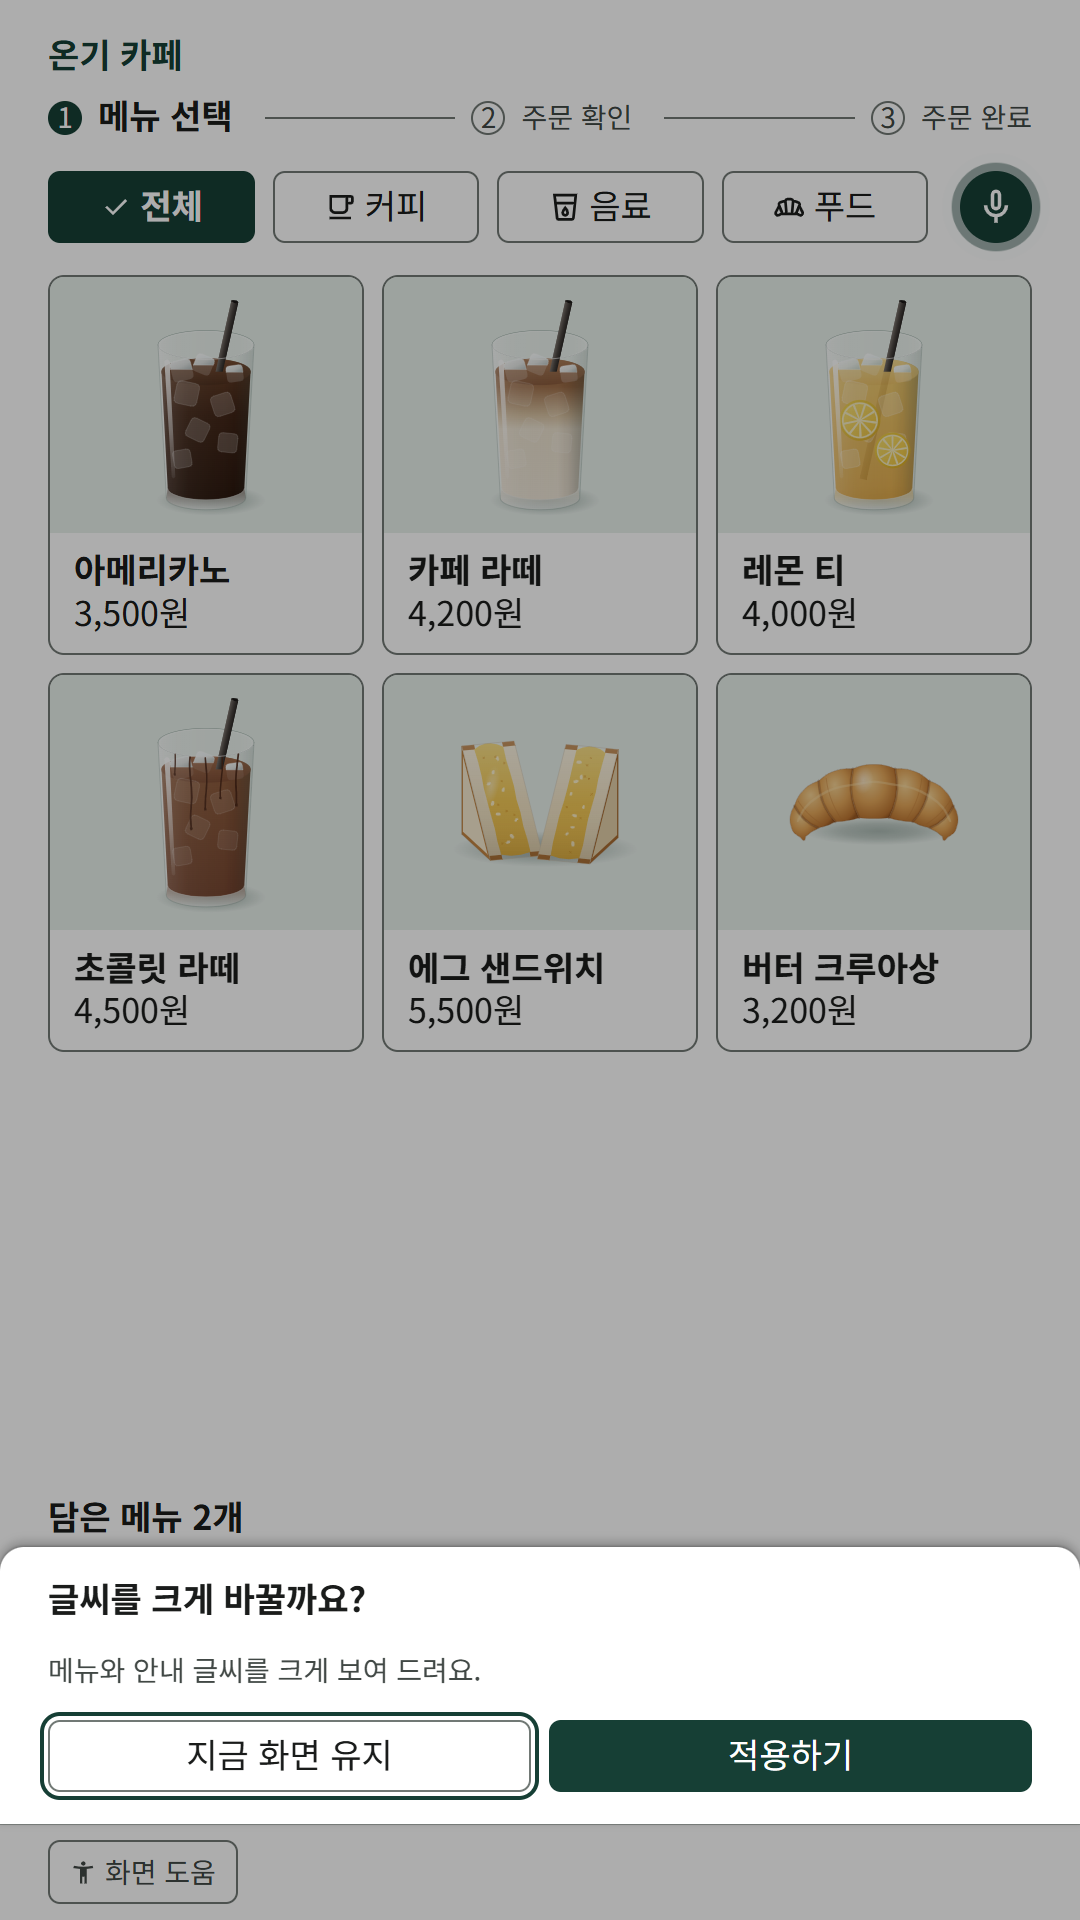 온기 카페
1 메뉴 선택
2 주문 확인
3 주문 완료
전체
커피
음료
푸드
아메리카노
3,500원
카페 라떼
4,200원
레몬 티
4,000원
초콜릿 라떼
4,500원
에그 샌드위치
5,500원
버터 크루아상
3,200원
담은 메뉴 2개
글씨를 크게 바꿀까요?
메뉴와 안내 글씨를 크게 보여 드려요.
지금 화면 유지
적용하기
화면 도움